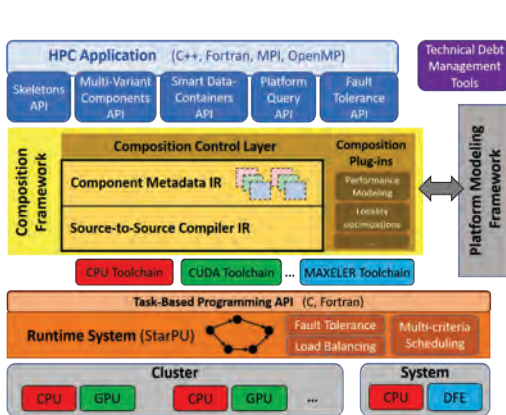 HPC Application (C++, Fortran, MPI, OpenMP)
Technical Debt
Management
Tools
Skeletons
API
Multi-Variant
Components
API
Smart Data-
Containers
API
Platform
Query
API
Fault
Tolerance
API
Composition
Framework
Composition Control Layer
Component Metadata IR
Source-to-Source Compiler IR
Composition
Plug-ins
Performance
Modeling
Locality
optimizations
...
Platform Modeling
Framework
CPU Toolchain
CUDA Toolchain
...
MAXELER Toolchain
Task-Based Programming API (C, Fortran)
Runtime System (StarPU)
Fault Tolerance
Load Balancing
Multi-criteria
Scheduling
Cluster
CPU
GPU
CPU
GPU
...
System
CPU
DFE